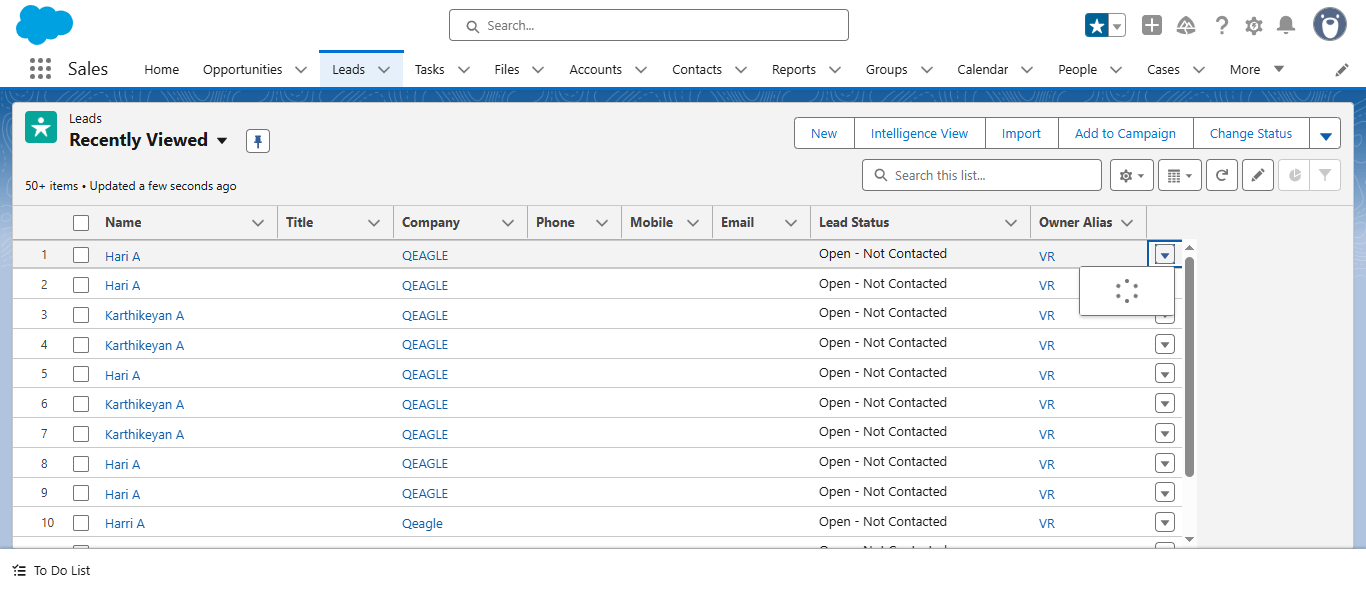 Search...
Sales
Home
Opportunities
Leads
Tasks
Files
Accounts
Contacts
Reports
Groups
Calendar
People
Cases
More
Leads
Recently Viewed
New
Intelligence View
Import
Add to Campaign
Change Status
50+ items • Updated a few seconds ago
Search this list...
Name Title Company Phone Mobile Email Lead Status Owner Alias
1 Hari A QEAGLE Open - Not Contacted VR
2 Hari A QEAGLE Open - Not Contacted VR
3 Karthikeyan A QEAGLE Open - Not Contacted VR
4 Karthikeyan A QEAGLE Open - Not Contacted VR
5 Hari A QEAGLE Open - Not Contacted VR
6 Karthikeyan A QEAGLE Open - Not Contacted VR
7 Karthikeyan A QEAGLE Open - Not Contacted VR
8 Hari A QEAGLE Open - Not Contacted VR
9 Hari A QEAGLE Open - Not Contacted VR
10 Harri A Qeagle Open - Not Contacted VR
To Do List